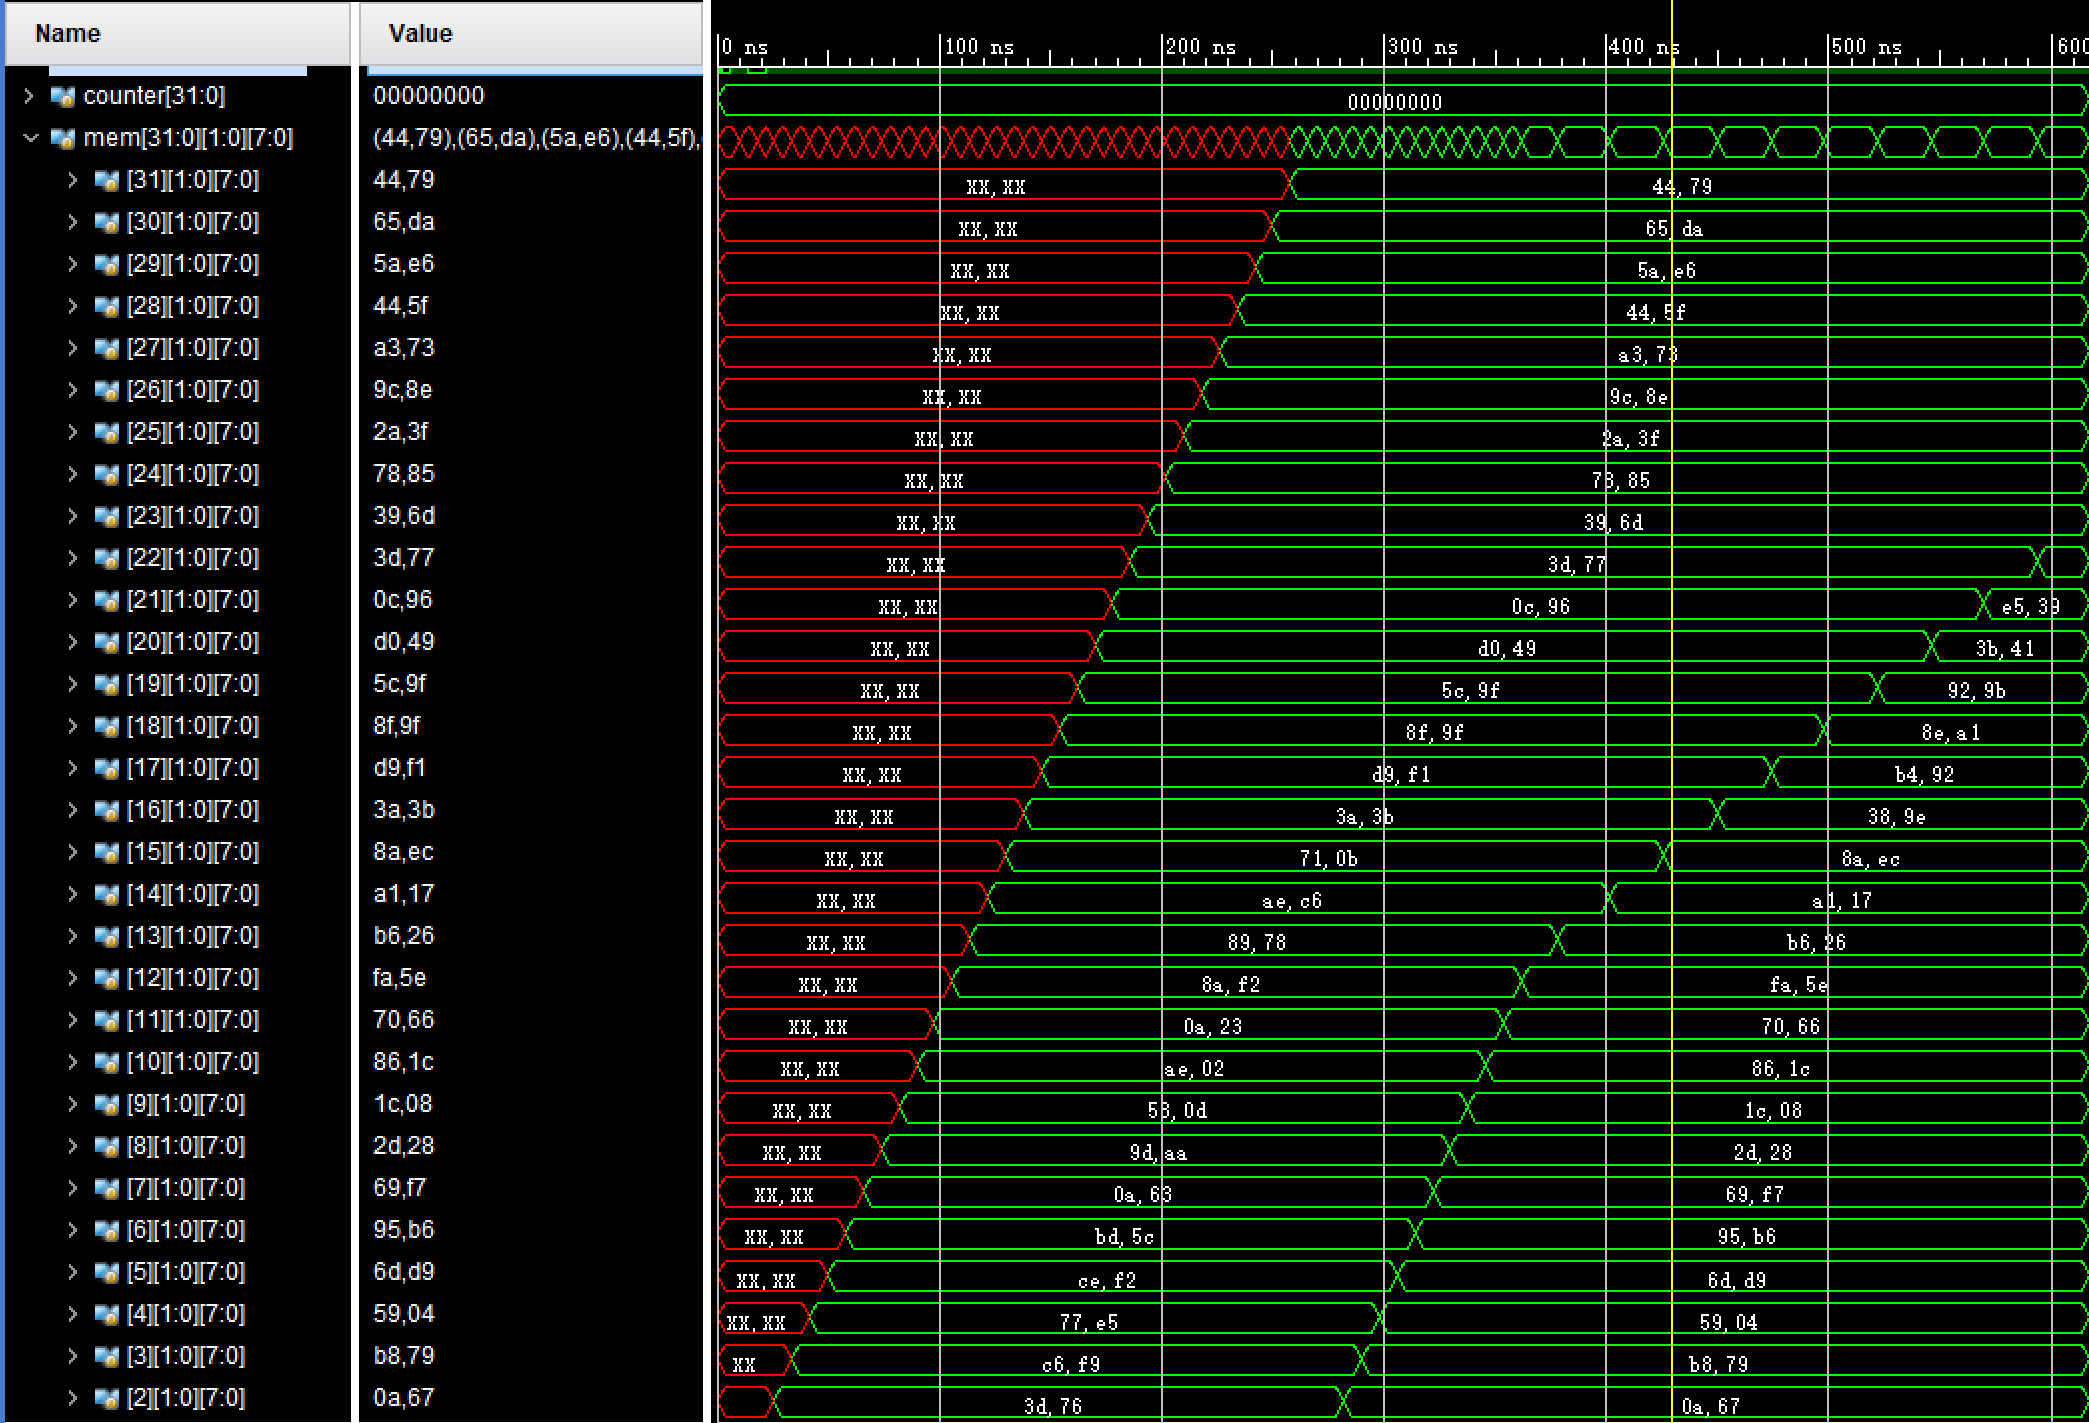 Name Value 0 ns 100 ns 200 ns 300 ns 400 ns 500 ns 600
counter[31:0] 00000000 00000000
mem[31:0][1:0][7:0] (44,79),(65,da),(5a,e6),(44,5f),
[31][1:0][7:0] 44,79 XX,XX 44,79
[30][1:0][7:0] 65,da XX,XX 65,da
[29][1:0][7:0] 5a,e6 XX,XX 5a,e6
[28][1:0][7:0] 44,5f XX,XX 44,5f
[27][1:0][7:0] a3,73 XX,XX a3,73
[26][1:0][7:0] 9c,8e XX,XX 9c,8e
[25][1:0][7:0] 2a,3f XX,XX 2a,3f
[24][1:0][7:0] 78,85 XX,XX 78,85
[23][1:0][7:0] 39,6d XX,XX 39,6d
[22][1:0][7:0] 3d,77 XX,XX 3d,77
[21][1:0][7:0] 0c,96 XX,XX 0c,96 e5,39
[20][1:0][7:0] d0,49 XX,XX d0,49 3b,41
[19][1:0][7:0] 5c,9f XX,XX 5c,9f 92,9b
[18][1:0][7:0] 8f,9f XX,XX 8f,9f 8e,a1
[17][1:0][7:0] d9,f1 XX,XX d9,f1 b4,92
[16][1:0][7:0] 3a,3b XX,XX 3a,3b 38,9e
[15][1:0][7:0] 8a,ec XX,XX 71,0b 8a,ec
[14][1:0][7:0] a1,17 XX,XX ae,c6 a1,17
[13][1:0][7:0] b6,26 XX,XX 89,78 b6,26
[12][1:0][7:0] fa,5e XX,XX 8a,f2 fa,5e
[11][1:0][7:0] 70,66 XX,XX 0a,23 70,66
[10][1:0][7:0] 86,1c XX,XX ae,02 86,1c
[9][1:0][7:0] 1c,08 XX,XX 58,0d 1c,08
[8][1:0][7:0] 2d,28 XX,XX 9d,aa 2d,28
[7][1:0][7:0] 69,f7 XX,XX 0a,63 69,f7
[6][1:0][7:0] 95,b6 XX,XX bd,5c 95,b6
[5][1:0][7:0] 6d,d9 XX,XX ce,f2 6d,d9
[4][1:0][7:0] 59,04 XX,XX 77,e5 59,04
[3][1:0][7:0] b8,79 XX c6,f9 b8,79
[2][1:0][7:0] 0a,67 3d,76 0a,67